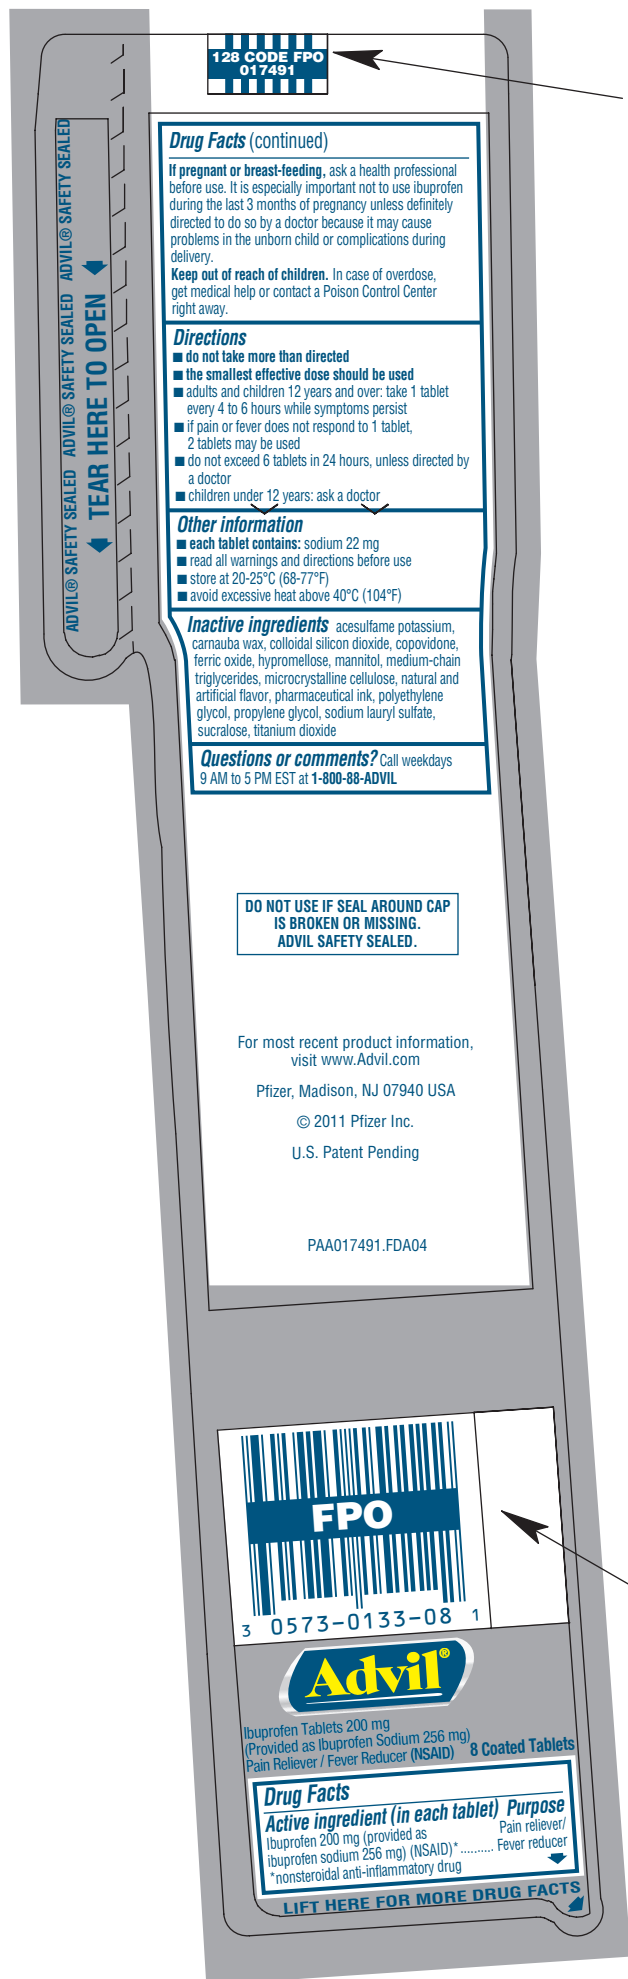 128 CODE FPO
017491
ADVIL® SAFETY SEALED ADVIL® SAFETY SEALED ADVIL® SAFETY SEALED
TEAR HERE TO OPEN
Drug Facts (continued)
If pregnant or breast-feeding, ask a health professional
before use. It is especially important not to use ibuprofen
during the last 3 months of pregnancy unless definitely
directed to do so by a doctor because it may cause
problems in the unborn child or complications during
delivery.
Keep out of reach of children. In case of overdose,
get medical help or contact a Poison Control Center
right away.
Directions
■ do not take more than directed
■ the smallest effective dose should be used
■ adults and children 12 years and over: take 1 tablet
every 4 to 6 hours while symptoms persist
■ if pain or fever does not respond to 1 tablet,
2 tablets may be used
■ do not exceed 6 tablets in 24 hours, unless directed by
a doctor
■ children under 12 years: ask a doctor
Other information
■ each tablet contains: sodium 22 mg
■ read all warnings and directions before use
■ store at 20-25°C (68-77°F)
■ avoid excessive heat above 40°C (104°F)
Inactive ingredients acesulfame potassium,
carnauba wax, colloidal silicon dioxide, copovidone,
ferric oxide, hypromellose, mannitol, medium-chain
triglycerides, microcrystalline cellulose, natural and
artificial flavor, pharmaceutical ink, polyethylene
glycol, propylene glycol, sodium lauryl sulfate,
sucralose, titanium dioxide
Questions or comments? Call weekdays
9 AM to 5 PM EST at 1-800-88-ADVIL
DO NOT USE IF SEAL AROUND CAP
IS BROKEN OR MISSING.
ADVIL SAFETY SEALED.
For most recent product information,
visit www.Advil.com
Pfizer, Madison, NJ 07940 USA
© 2011 Pfizer Inc.
U.S. Patent Pending
PAA017491.FDA04
FPO
3 0573-0133-08 1
Advil®
Ibuprofen Tablets 200 mg
(Provided as Ibuprofen Sodium 256 mg)
Pain Reliever / Fever Reducer (NSAID) 8 Coated Tablets
Drug Facts
Active ingredient (in each tablet) Purpose
Ibuprofen 200 mg (provided as Pain reliever/
ibuprofen sodium 256 mg) (NSAID)* .......... Fever reducer
*nonsteroidal anti-inflammatory drug
LIFT HERE FOR MORE DRUG FACTS